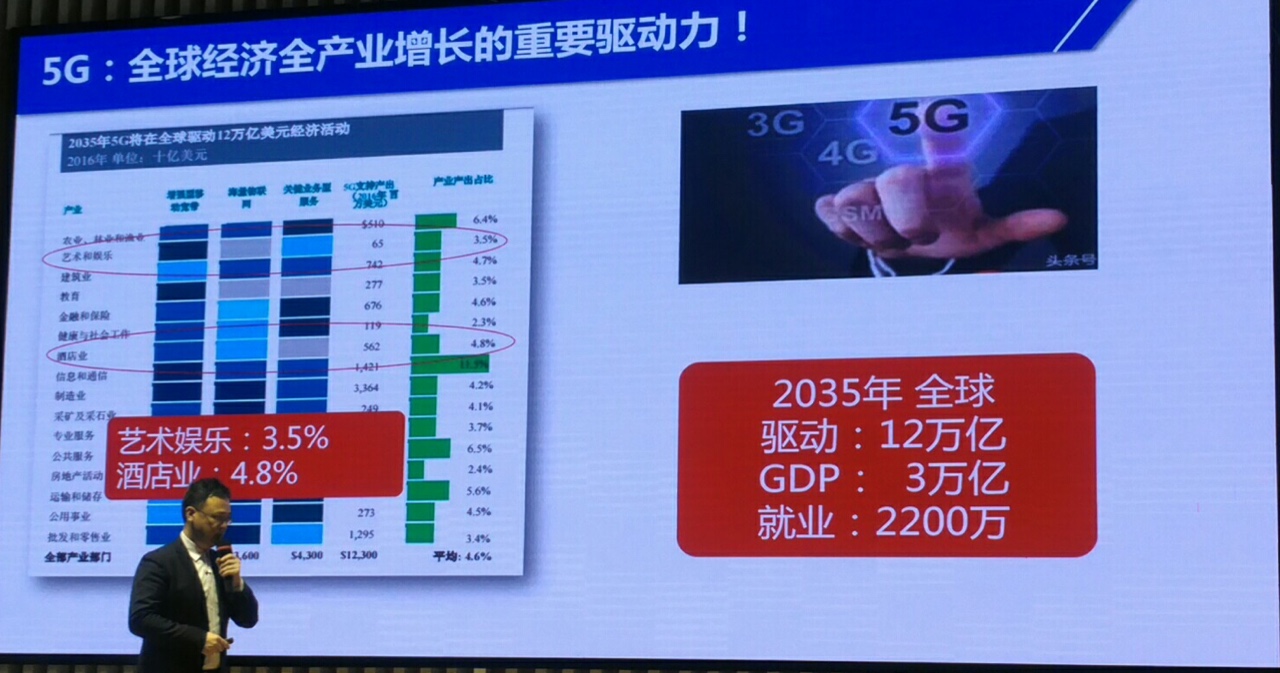 5G：全球经济全产业增长的重要驱动力！
2035年5G将在全球驱动12万亿美元经济活动
2016年 单位：十亿美元
产业 增强型移动宽带 海量物联网 关键业务型服务 5G支持产出（2016年 百万美元） 产业产出占比
农业、林业和渔业 $510 6.4%
艺术和娱乐 65 3.5%
建筑业 742 4.7%
教育 277 3.5%
金融和保险 676 4.6%
健康与社会工作 119 2.3%
酒店业 562 4.8%
信息和通信 1,421 11.5%
制造业 3,364 4.2%
采矿及采石业 249 4.1%
专业服务 3.7%
公共服务 6.5%
房地产活动 2.4%
运输和储存 5.6%
公用事业 273 4.5%
批发和零售业 1,295 3.4%
全部产业部门 ,600 $4,300 $12,300 平均: 4.6%
艺术娱乐：3.5%
酒店业：4.8%
3G
4G
5G
GSM
头条号
2035年 全球
驱动：12万亿
GDP： 3万亿
就业：2200万